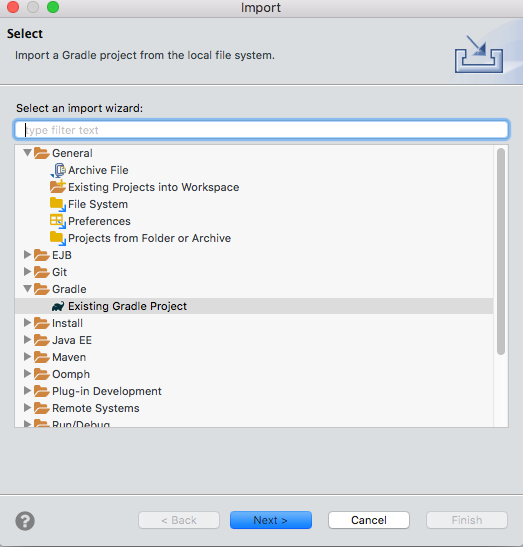 Import
Select
Import a Gradle project from the local file system.
Select an import wizard:
type filter text
General
Archive File
Existing Projects into Workspace
File System
Preferences
Projects from Folder or Archive
EJB
Git
Gradle
Existing Gradle Project
Install
Java EE
Maven
Oomph
Plug-in Development
Remote Systems
Run/Debug
?
< Back
Next >
Cancel
Finish